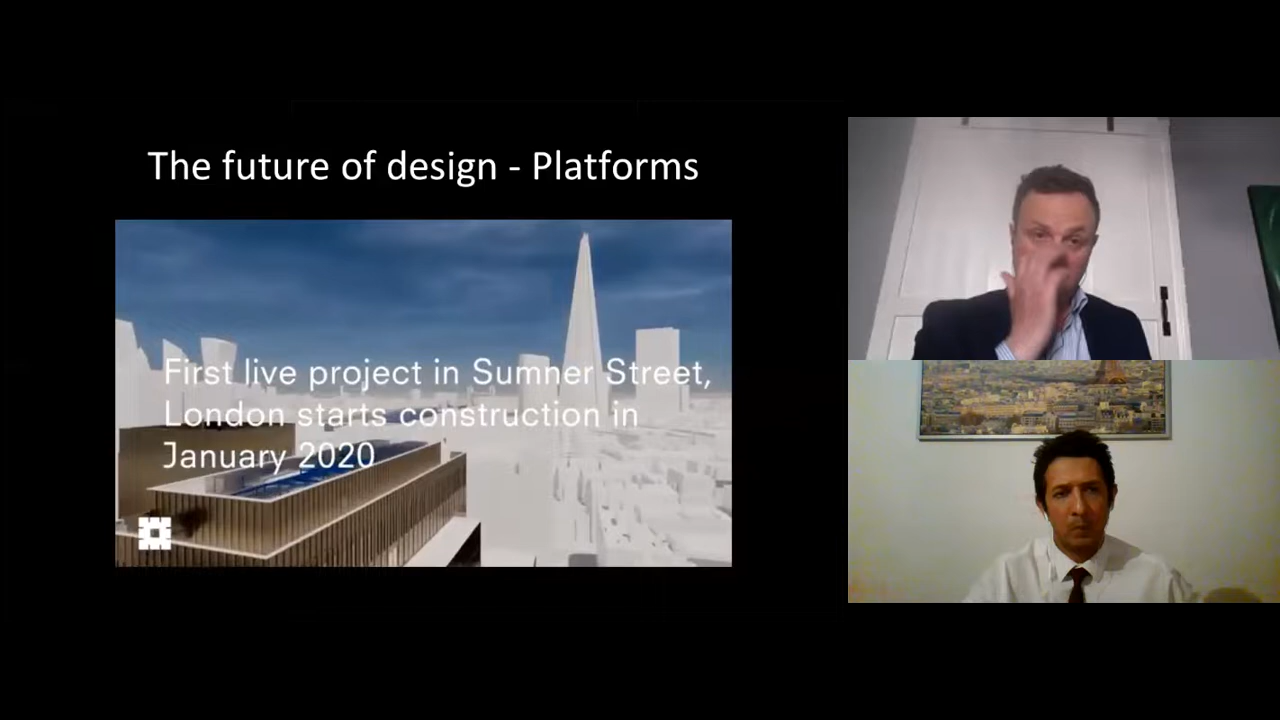 The future of design - Platforms
First live project in Sumner Street,
London starts construction in
January 2020